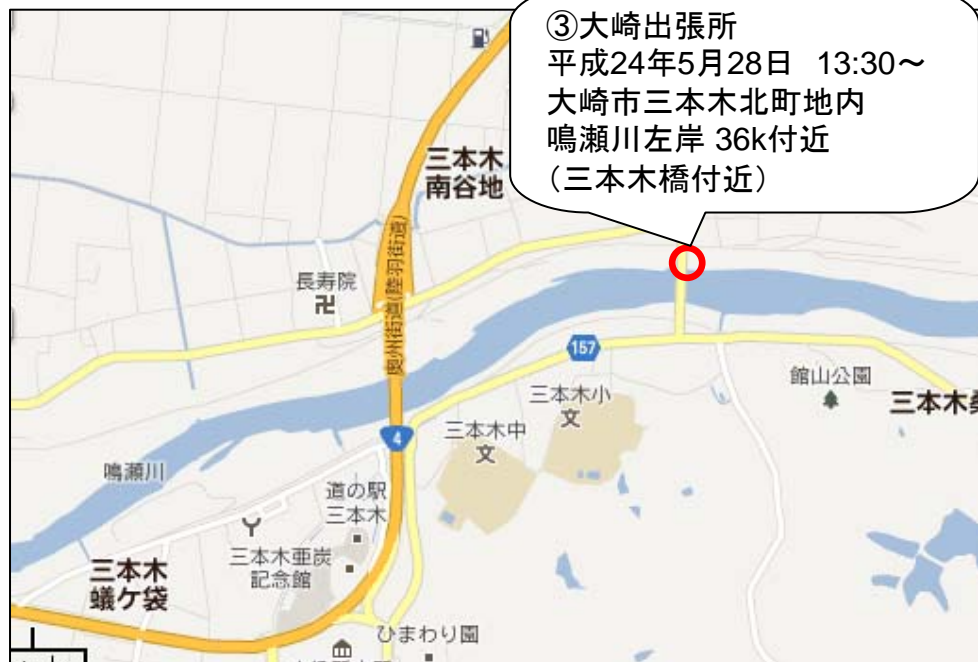 ③大崎出張所
平成24年5月28日 13:30～
大崎市三本木北町地内
鳴瀬川左岸 36k付近
（三本木橋付近）
三本木
南谷地
奥州街道(陸羽街道)
長寿院
157
館山公園
三本木小
三本木中
4
鳴瀬川
道の駅
三本木
三本木亜炭
記念館
三本木
蟻ケ袋
ひまわり園